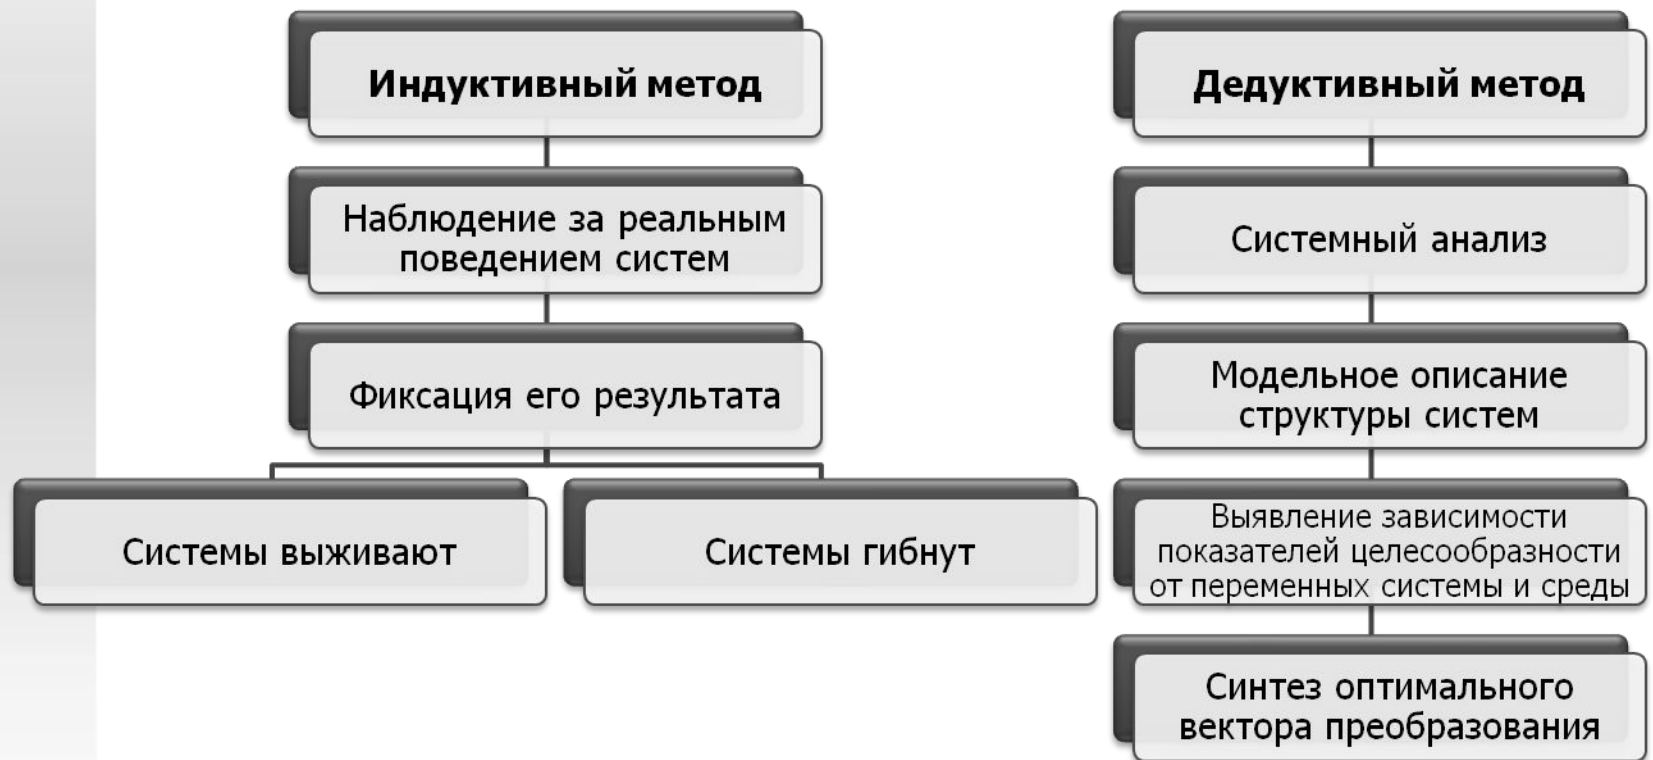 Индуктивный метод
Наблюдение за реальным
поведением систем
Фиксация его результата
Системы выживают
Системы гибнут
Дедуктивный метод
Системный анализ
Модельное описание
структуры систем
Выявление зависимости
показателей целесообразности
от переменных системы и среды
Синтез оптимального
вектора преобразования